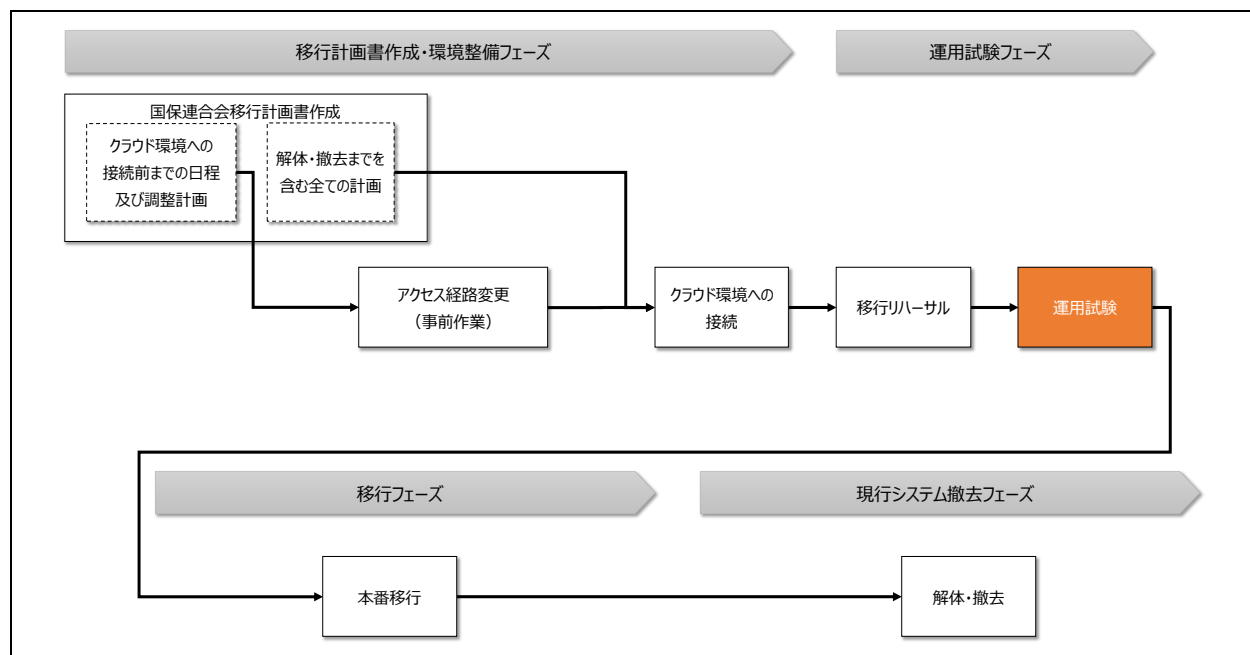 移行計画書作成・環境整備フェーズ
運用試験フェーズ
国保連合会移行計画書作成
クラウド環境への
接続前までの日程
及び調整計画
解体・撤去までを
含む全ての計画
アクセス経路変更
（事前作業）
クラウド環境への
接続
移行リハーサル
運用試験
移行フェーズ
現行システム撤去フェーズ
本番移行
解体・撤去